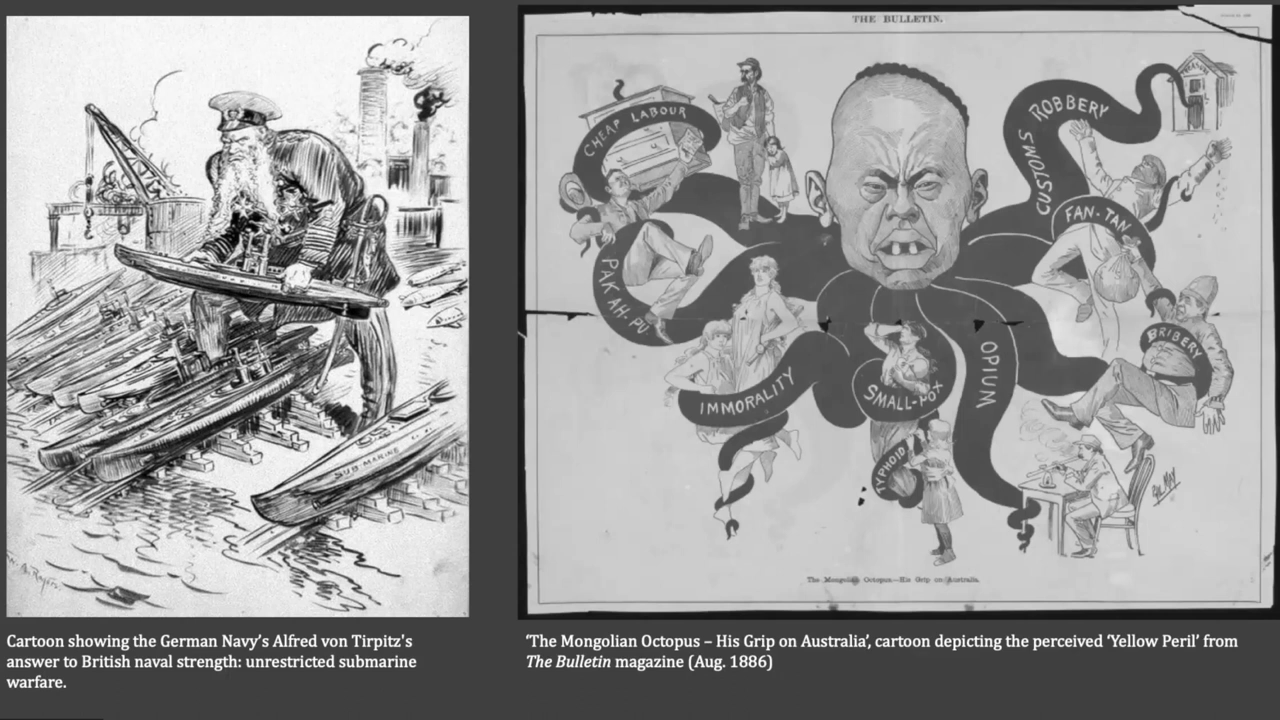 THE BULLETIN.
CHEAP LABOUR
CUSTOMS ROBBERY
FAN-TAN
PAK-AH-PU
BRIBERY
IMMORALITY
SMALL-POX
OPIUM
TYPHOID
SUB-MARINE
W. A. Rogers
PHIL MAY
The Mongolian Octopus—His Grip on Australia.
Cartoon showing the German Navy's Alfred von Tirpitz's
answer to British naval strength: unrestricted submarine
warfare.
'The Mongolian Octopus – His Grip on Australia', cartoon depicting the perceived 'Yellow Peril' from
The Bulletin magazine (Aug. 1886)